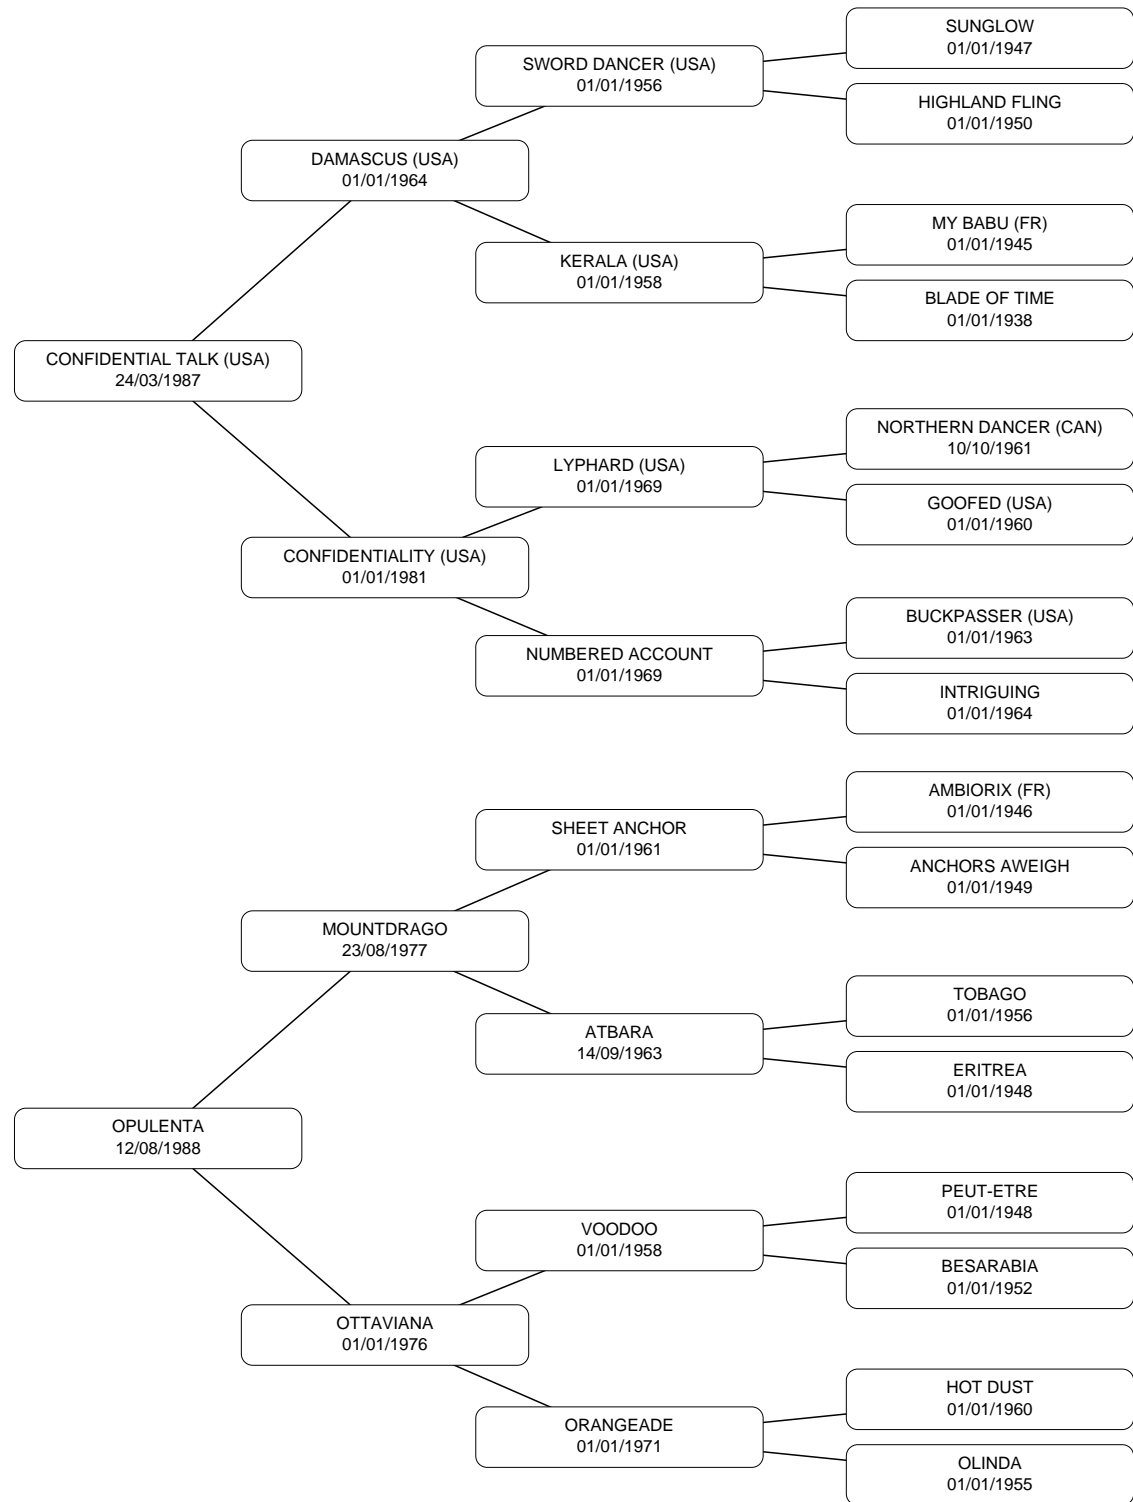 SUNGLOW
01/01/1947
SWORD DANCER (USA)
01/01/1956
HIGHLAND FLING
01/01/1950
DAMASCUS (USA)
01/01/1964
MY BABU (FR)
01/01/1945
KERALA (USA)
01/01/1958
BLADE OF TIME
01/01/1938
CONFIDENTIAL TALK (USA)
24/03/1987
NORTHERN DANCER (CAN)
10/10/1961
LYPHARD (USA)
01/01/1969
GOOFED (USA)
01/01/1960
CONFIDENTIALITY (USA)
01/01/1981
BUCKPASSER (USA)
01/01/1963
NUMBERED ACCOUNT
01/01/1969
INTRIGUING
01/01/1964
AMBIORIX (FR)
01/01/1946
SHEET ANCHOR
01/01/1961
ANCHORS AWEIGH
01/01/1949
MOUNTDRAGO
23/08/1977
TOBAGO
01/01/1956
ATBARA
14/09/1963
ERITREA
01/01/1948
OPULENTA
12/08/1988
PEUT-ETRE
01/01/1948
VOODOO
01/01/1958
BESARABIA
01/01/1952
OTTAVIANA
01/01/1976
HOT DUST
01/01/1960
ORANGEADE
01/01/1971
OLINDA
01/01/1955